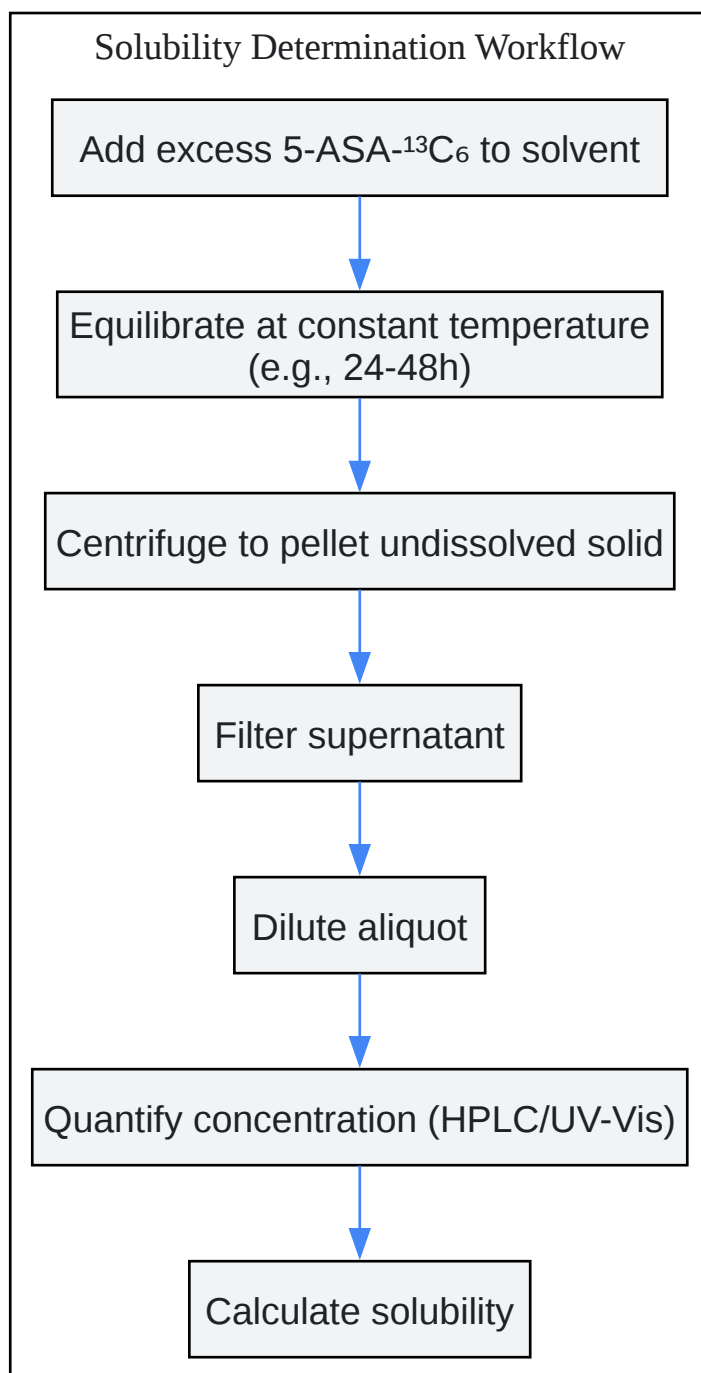 Solubility Determination Workflow
Add excess 5-ASA-¹³C₆ to solvent
Equilibrate at constant temperature
(e.g., 24-48h)
Centrifuge to pellet undissolved solid
Filter supernatant
Dilute aliquot
Quantify concentration (HPLC/UV-Vis)
Calculate solubility